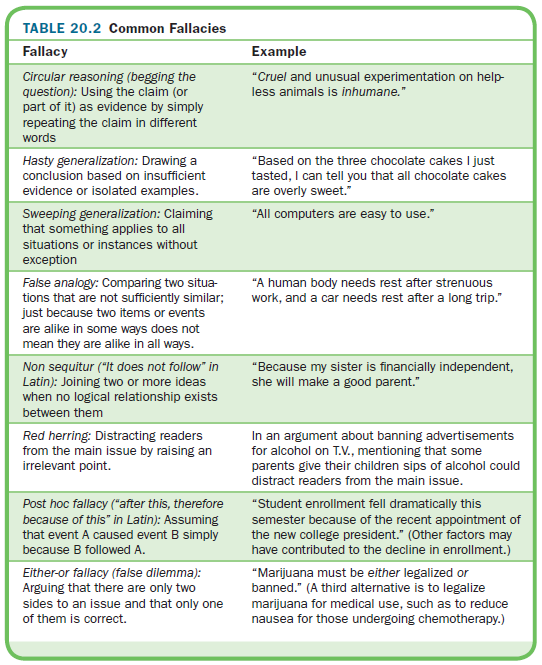 TABLE 20.2 Common Fallacies
Fallacy
Example
Circular reasoning (begging the
question): Using the claim (or
part of it) as evidence by simply
repeating the claim in different
words
“Cruel and unusual experimentation on help-
less animals is inhumane.”
Hasty generalization: Drawing a
conclusion based on insufficient
evidence or isolated examples.
“Based on the three chocolate cakes I just
tasted, I can tell you that all chocolate cakes
are overly sweet.”
Sweeping generalization: Claiming
that something applies to all
situations or instances without
exception
“All computers are easy to use.”
False analogy: Comparing two situa-
tions that are not sufficiently similar;
just because two items or events
are alike in some ways does not
mean they are alike in all ways.
“A human body needs rest after strenuous
work, and a car needs rest after a long trip.”
Non sequitur (“It does not follow” in
Latin): Joining two or more ideas
when no logical relationship exists
between them
“Because my sister is financially independent,
she will make a good parent.”
Red herring: Distracting readers
from the main issue by raising an
irrelevant point.
In an argument about banning advertisements
for alcohol on T.V., mentioning that some
parents give their children sips of alcohol could
distract readers from the main issue.
Post hoc fallacy (“after this, therefore
because of this” in Latin): Assuming
that event A caused event B simply
because B followed A.
“Student enrollment fell dramatically this
semester because of the recent appointment of
the new college president.” (Other factors may
have contributed to the decline in enrollment.)
Either-or fallacy (false dilemma):
Arguing that there are only two
sides to an issue and that only one
of them is correct.
“Marijuana must be either legalized or
banned.” (A third alternative is to legalize
marijuana for medical use, such as to reduce
nausea for those undergoing chemotherapy.)